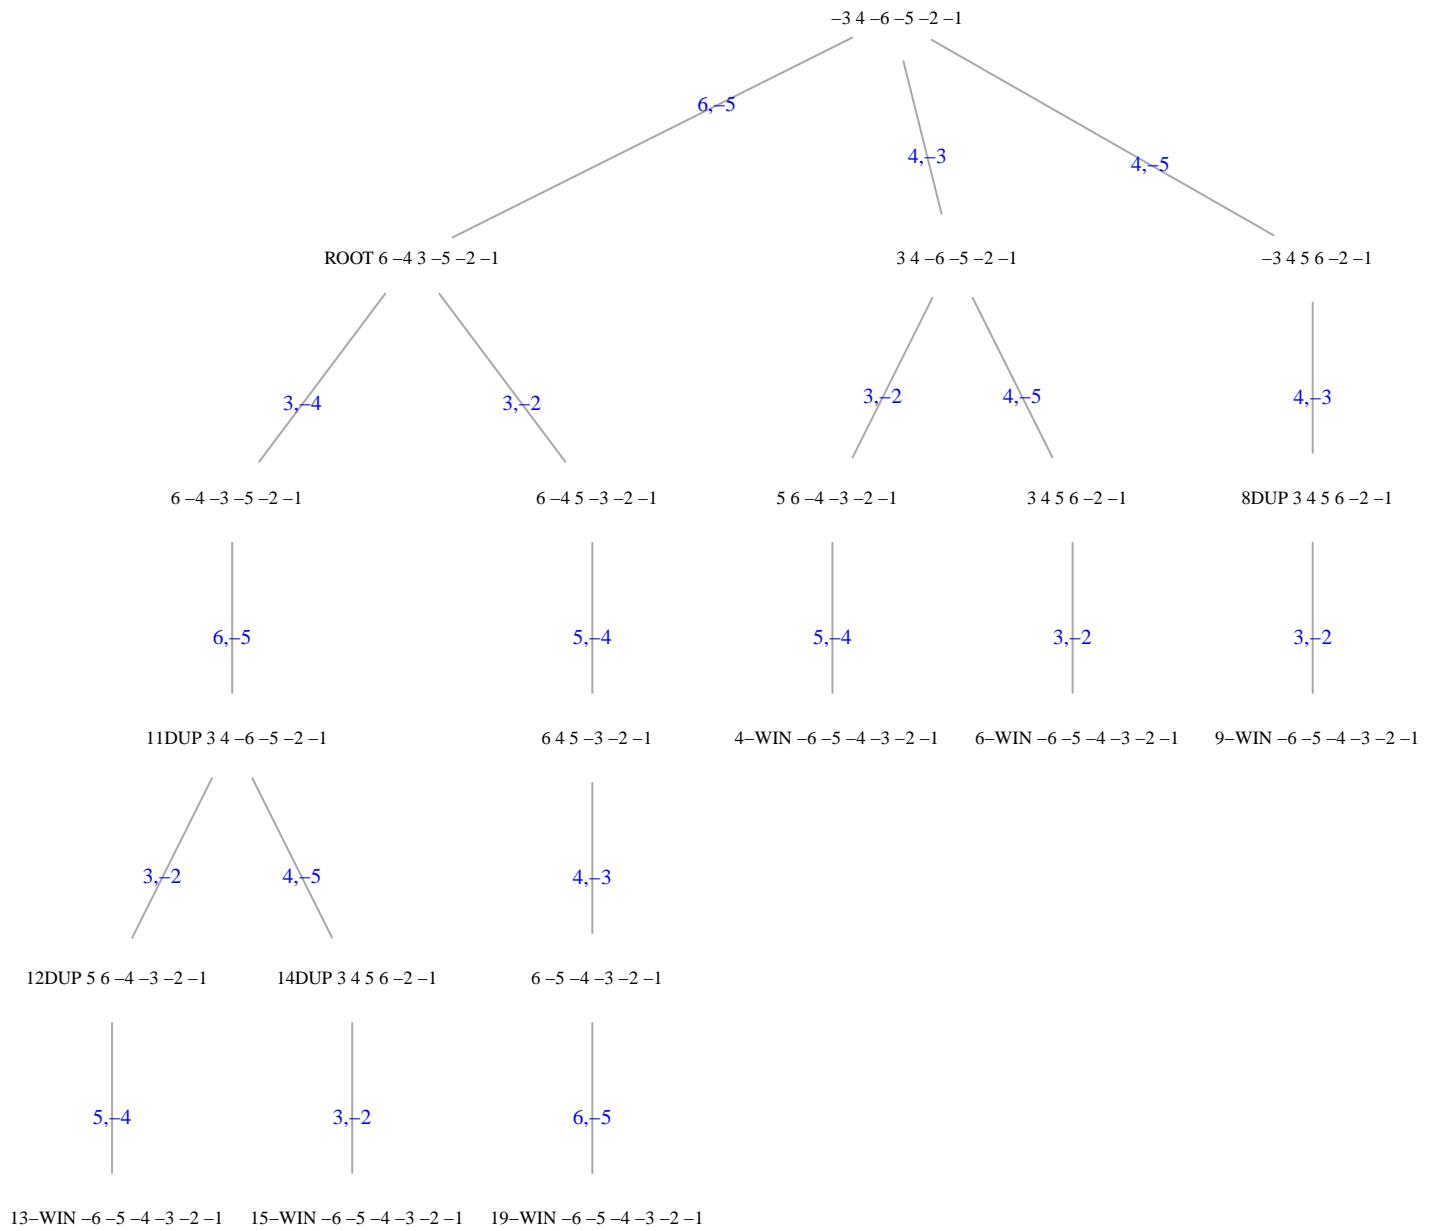 –3 4 –6 –5 –2 –1
6,–5
4,–3
4,–5
ROOT 6 –4 3 –5 –2 –1
3 4 –6 –5 –2 –1
–3 4 5 6 –2 –1
3,–4
3,–2
3,–2
4,–5
4,–3
6 –4 –3 –5 –2 –1
6 –4 5 –3 –2 –1
5 6 –4 –3 –2 –1
3 4 5 6 –2 –1
8DUP 3 4 5 6 –2 –1
6,–5
5,–4
5,–4
3,–2
3,–2
11DUP 3 4 –6 –5 –2 –1
6 4 5 –3 –2 –1
4–WIN –6 –5 –4 –3 –2 –1
6–WIN –6 –5 –4 –3 –2 –1
9–WIN –6 –5 –4 –3 –2 –1
3,–2
4,–5
4,–3
12DUP 5 6 –4 –3 –2 –1
14DUP 3 4 5 6 –2 –1
6 –5 –4 –3 –2 –1
5,–4
3,–2
6,–5
13–WIN –6 –5 –4 –3 –2 –1
15–WIN –6 –5 –4 –3 –2 –1
19–WIN –6 –5 –4 –3 –2 –1